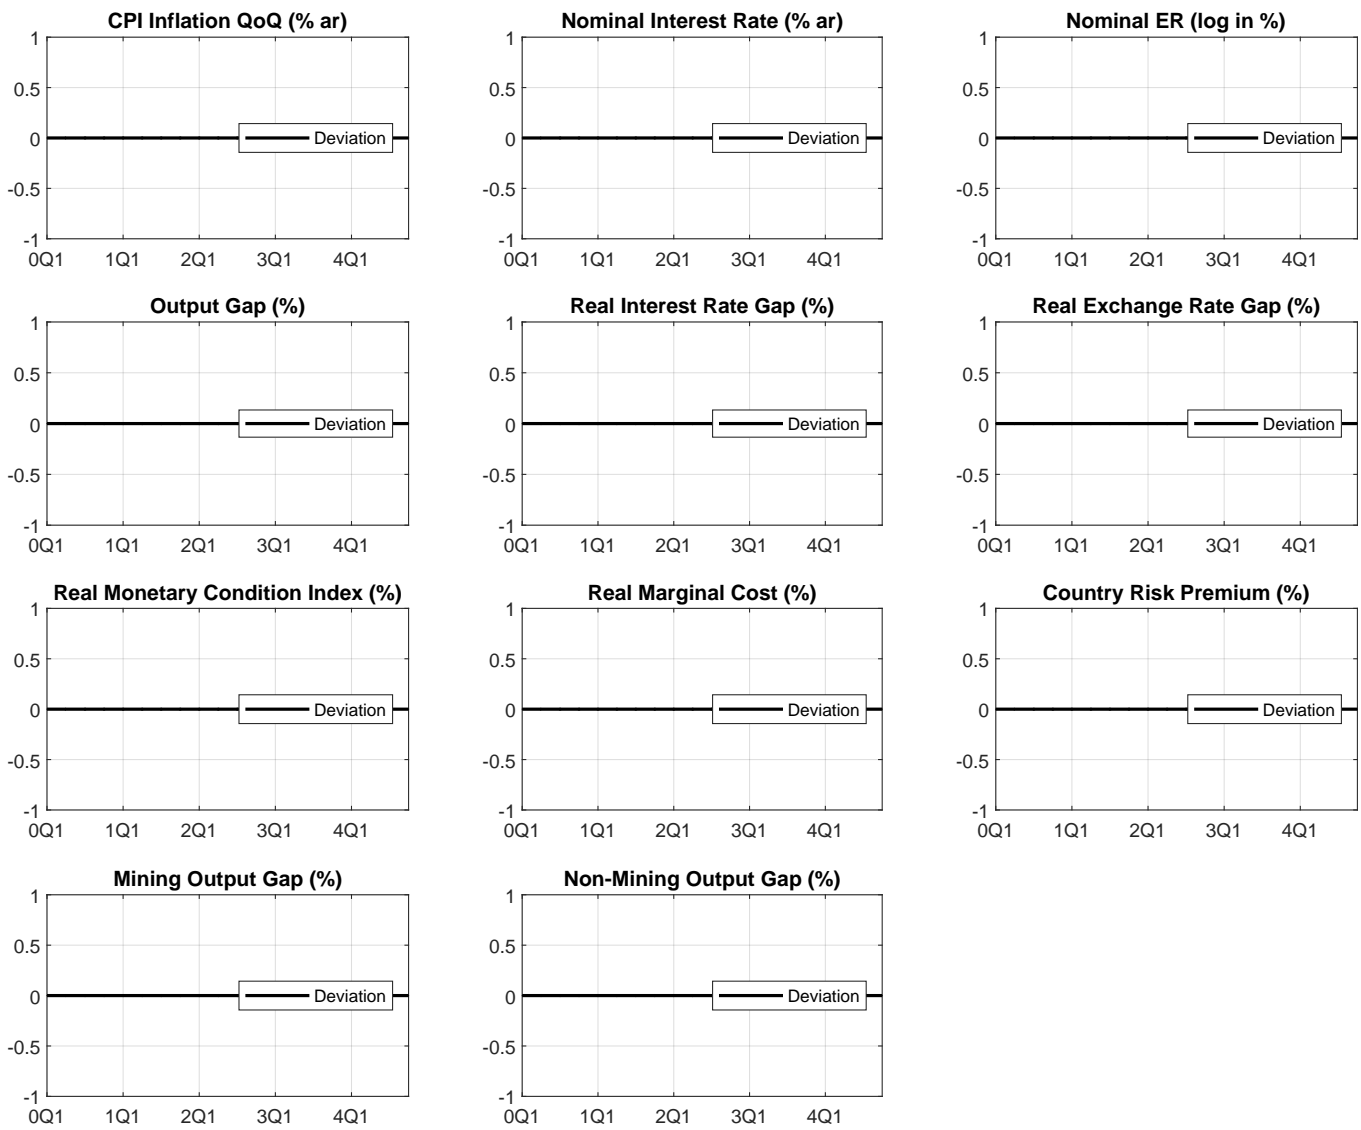 CPI Inflation QoQ (% ar)
1
0.5
0
-0.5
-1
0Q1 1Q1 2Q1 3Q1 4Q1
Deviation
Nominal Interest Rate (% ar)
1
0.5
0
-0.5
-1
0Q1 1Q1 2Q1 3Q1 4Q1
Deviation
Nominal ER (log in %)
1
0.5
0
-0.5
-1
0Q1 1Q1 2Q1 3Q1 4Q1
Deviation
Output Gap (%)
1
0.5
0
-0.5
-1
0Q1 1Q1 2Q1 3Q1 4Q1
Deviation
Real Interest Rate Gap (%)
1
0.5
0
-0.5
-1
0Q1 1Q1 2Q1 3Q1 4Q1
Deviation
Real Exchange Rate Gap (%)
1
0.5
0
-0.5
-1
0Q1 1Q1 2Q1 3Q1 4Q1
Deviation
Real Monetary Condition Index (%)
1
0.5
0
-0.5
-1
0Q1 1Q1 2Q1 3Q1 4Q1
Deviation
Real Marginal Cost (%)
1
0.5
0
-0.5
-1
0Q1 1Q1 2Q1 3Q1 4Q1
Deviation
Country Risk Premium (%)
1
0.5
0
-0.5
-1
0Q1 1Q1 2Q1 3Q1 4Q1
Deviation
Mining Output Gap (%)
1
0.5
0
-0.5
-1
0Q1 1Q1 2Q1 3Q1 4Q1
Deviation
Non-Mining Output Gap (%)
1
0.5
0
-0.5
-1
0Q1 1Q1 2Q1 3Q1 4Q1
Deviation